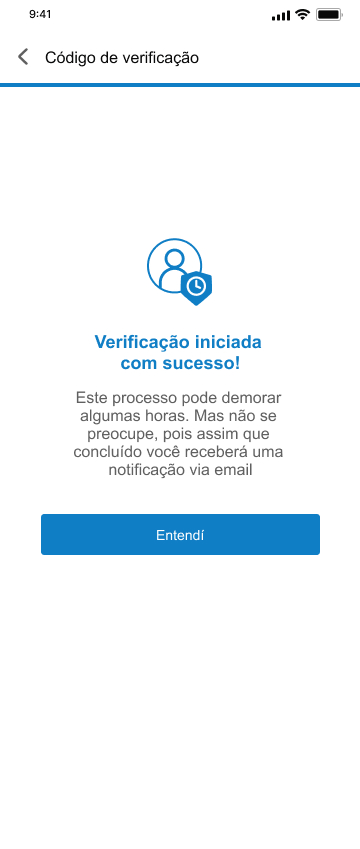 9:41
Código de verificação
Verificação iniciada
com sucesso!
Este processo pode demorar
algumas horas. Mas não se
preocupe, pois assim que
concluído você receberá uma
notificação via email
Entendí